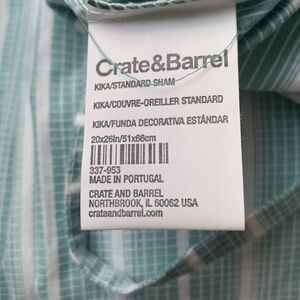 Crate&Barrel
KIKA/STANDARD SHAM
KIKA/COUVRE-OREILLER STANDARD
KIKA/FUNDA DECORATIVA ESTÁNDAR
20x26in/51x66cm
337-953
MADE IN PORTUGAL
CRATE AND BARREL
NORTHBROOK, IL 60062 USA
crateandbarrel.com